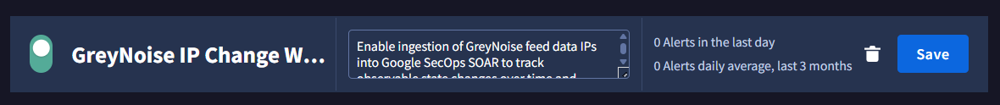 GreyNoise IP Change W...
Enable ingestion of GreyNoise feed data IPs
into Google SecOps SOAR to track
observable state changes over time and
0 Alerts in the last day
0 Alerts daily average, last 3 months
Save